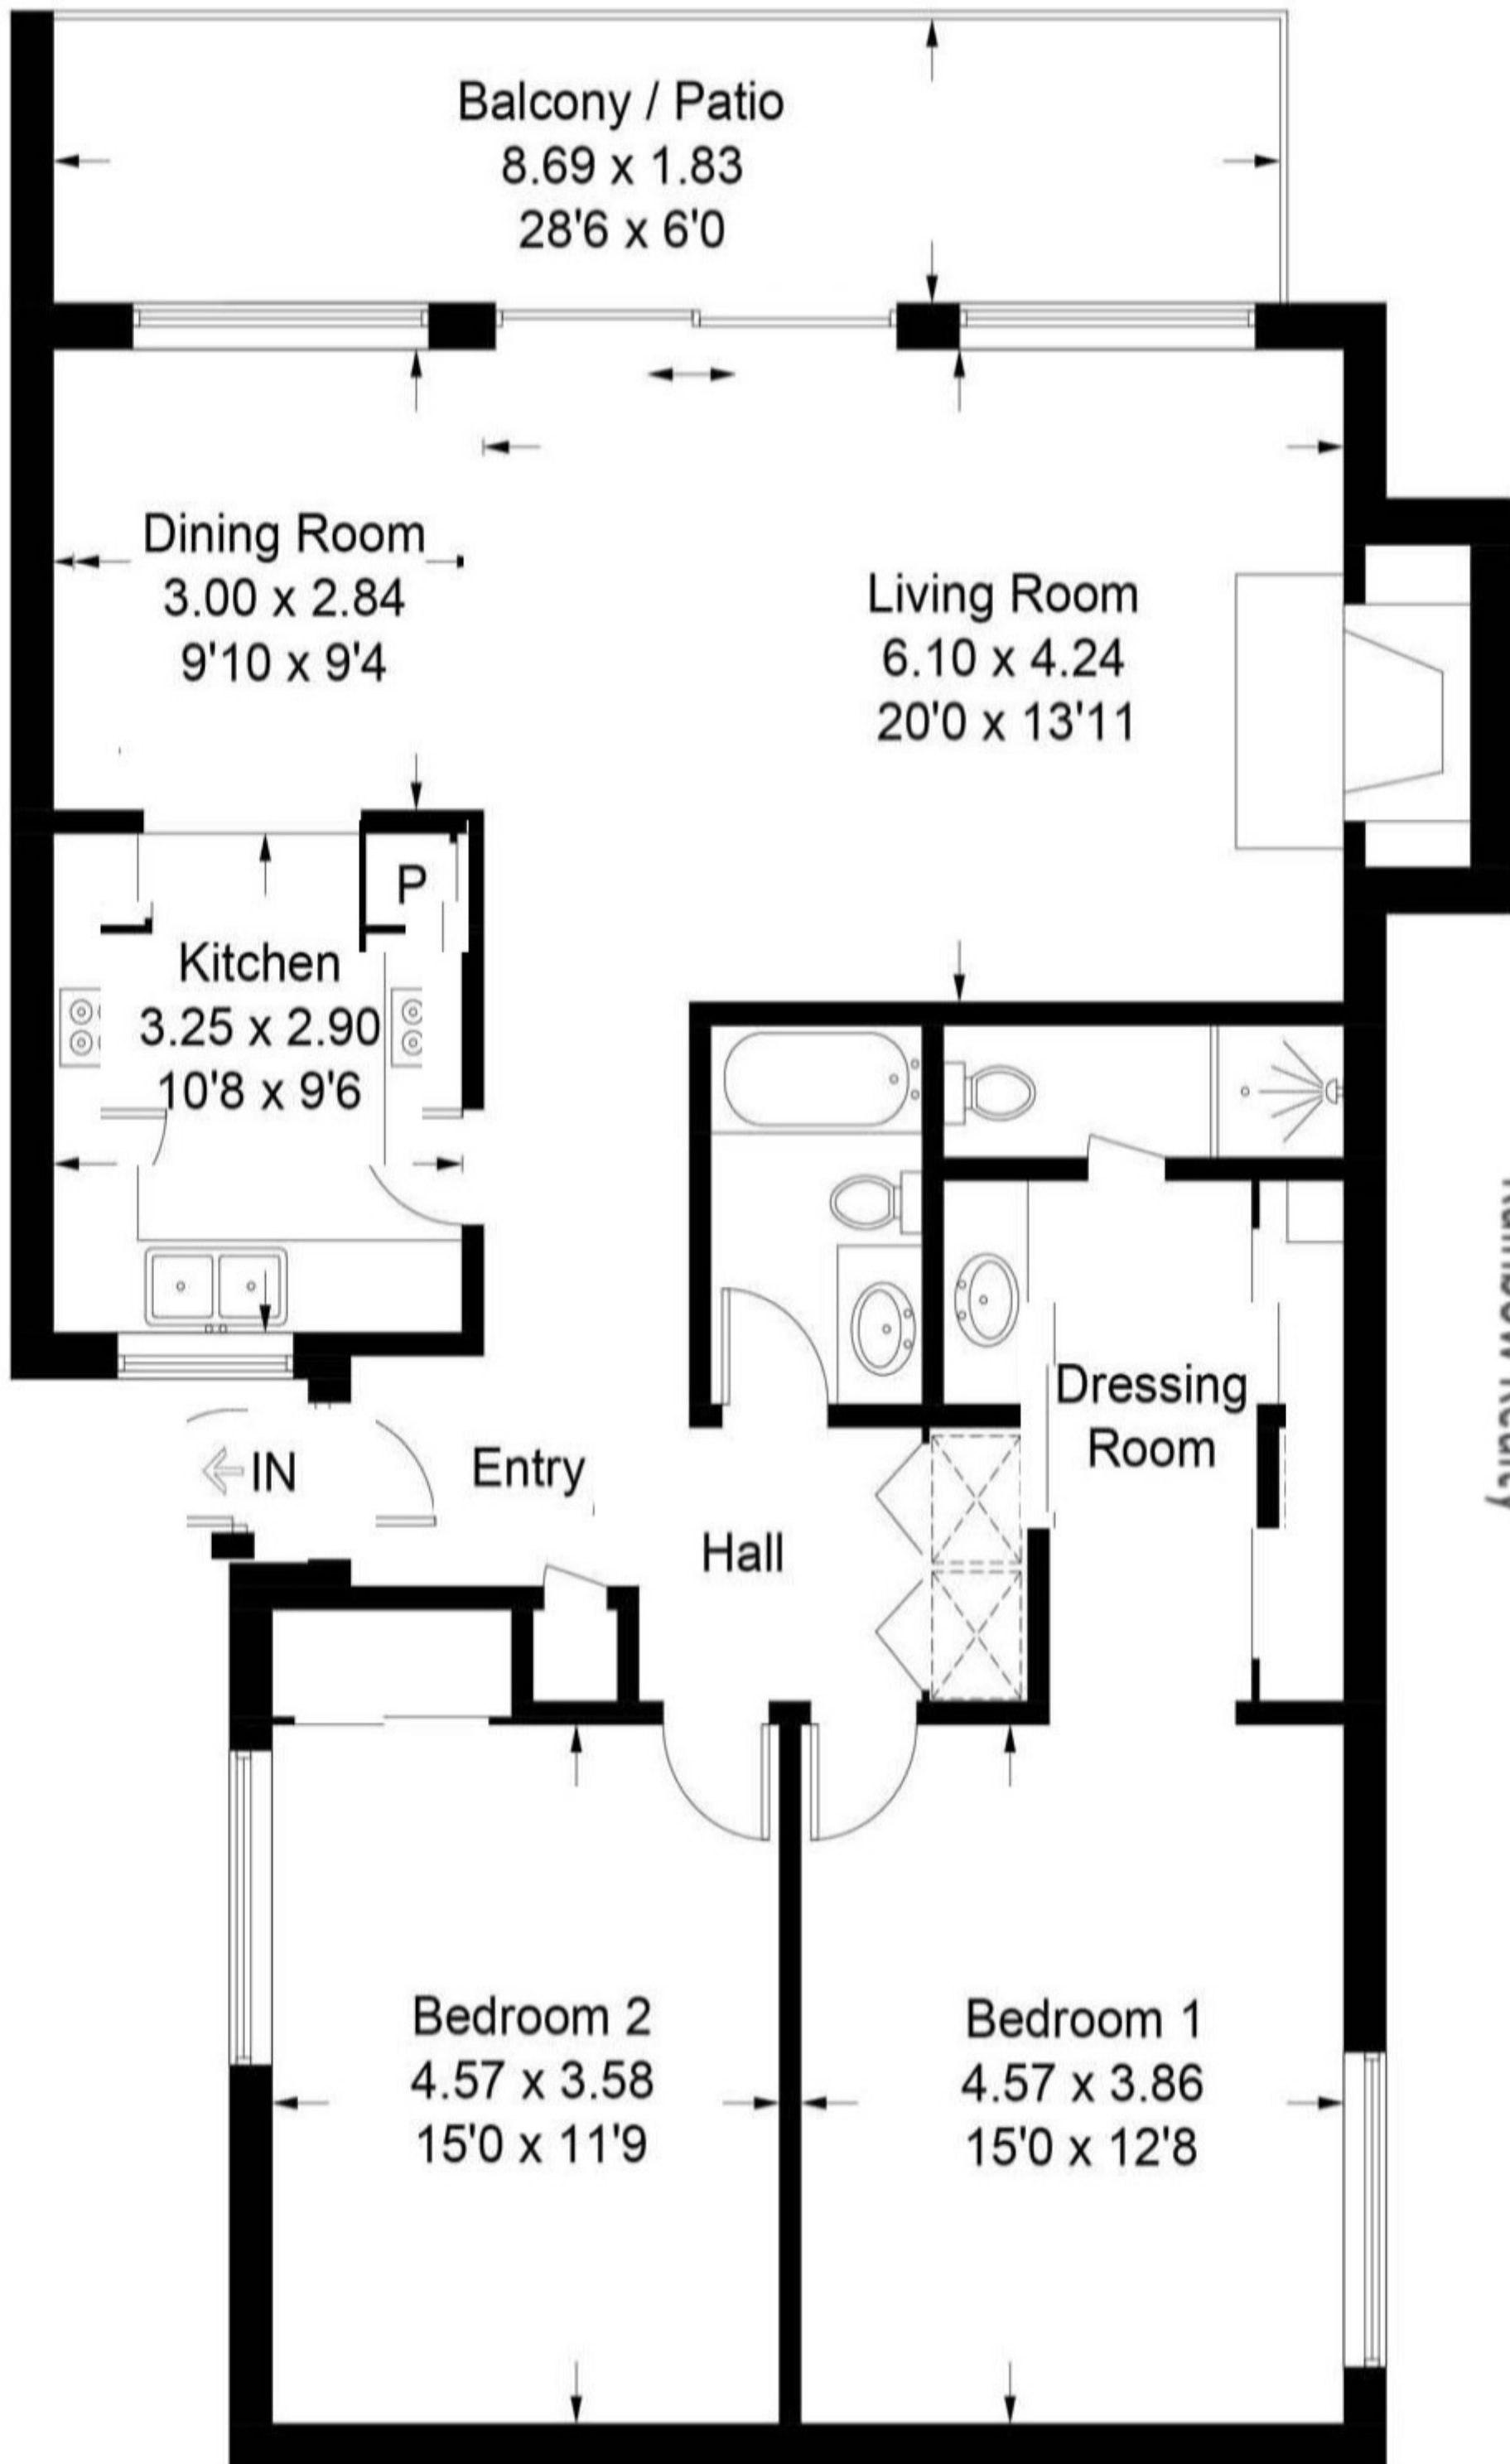 Balcony / Patio
8.69 x 1.83
28'6 x 6'0
Dining Room
3.00 x 2.84
9'10 x 9'4
Living Room
6.10 x 4.24
20'0 x 13'11
P
Kitchen
3.25 x 2.90
10'8 x 9'6
Dressing
Room
IN
Entry
Hall
Bedroom 2
4.57 x 3.58
15'0 x 11'9
Bedroom 1
4.57 x 3.86
15'0 x 12'8